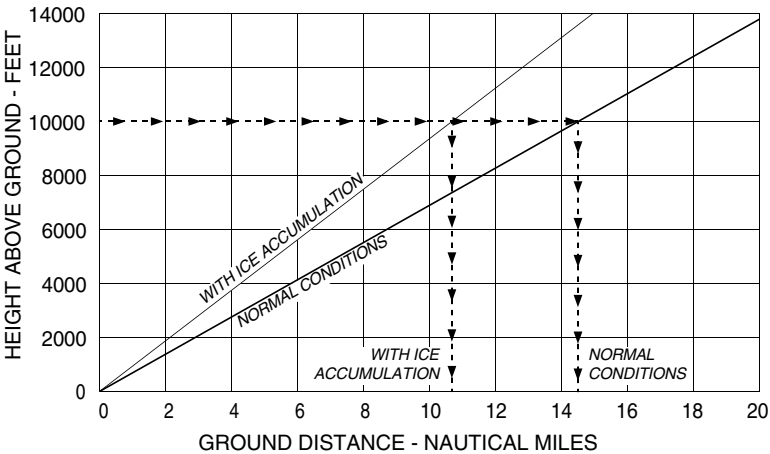 14000
12000
10000
8000
6000
4000
2000
0
HEIGHT ABOVE GROUND - FEET
WITH ICE ACCUMULATION
NORMAL CONDITIONS
WITH ICE
ACCUMULATION
NORMAL
CONDITIONS
0 2 4 6 8 10 12 14 16 18 20
GROUND DISTANCE - NAUTICAL MILES